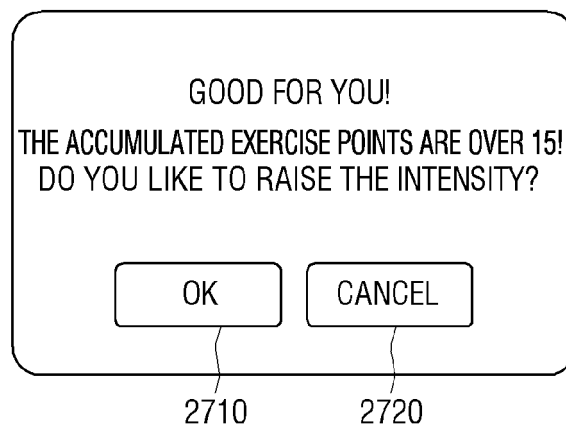 GOOD FOR YOU!
THE ACCUMULATED EXERCISE POINTS ARE OVER 15!
DO YOU LIKE TO RAISE THE INTENSITY?
OK CANCEL
2710 2720